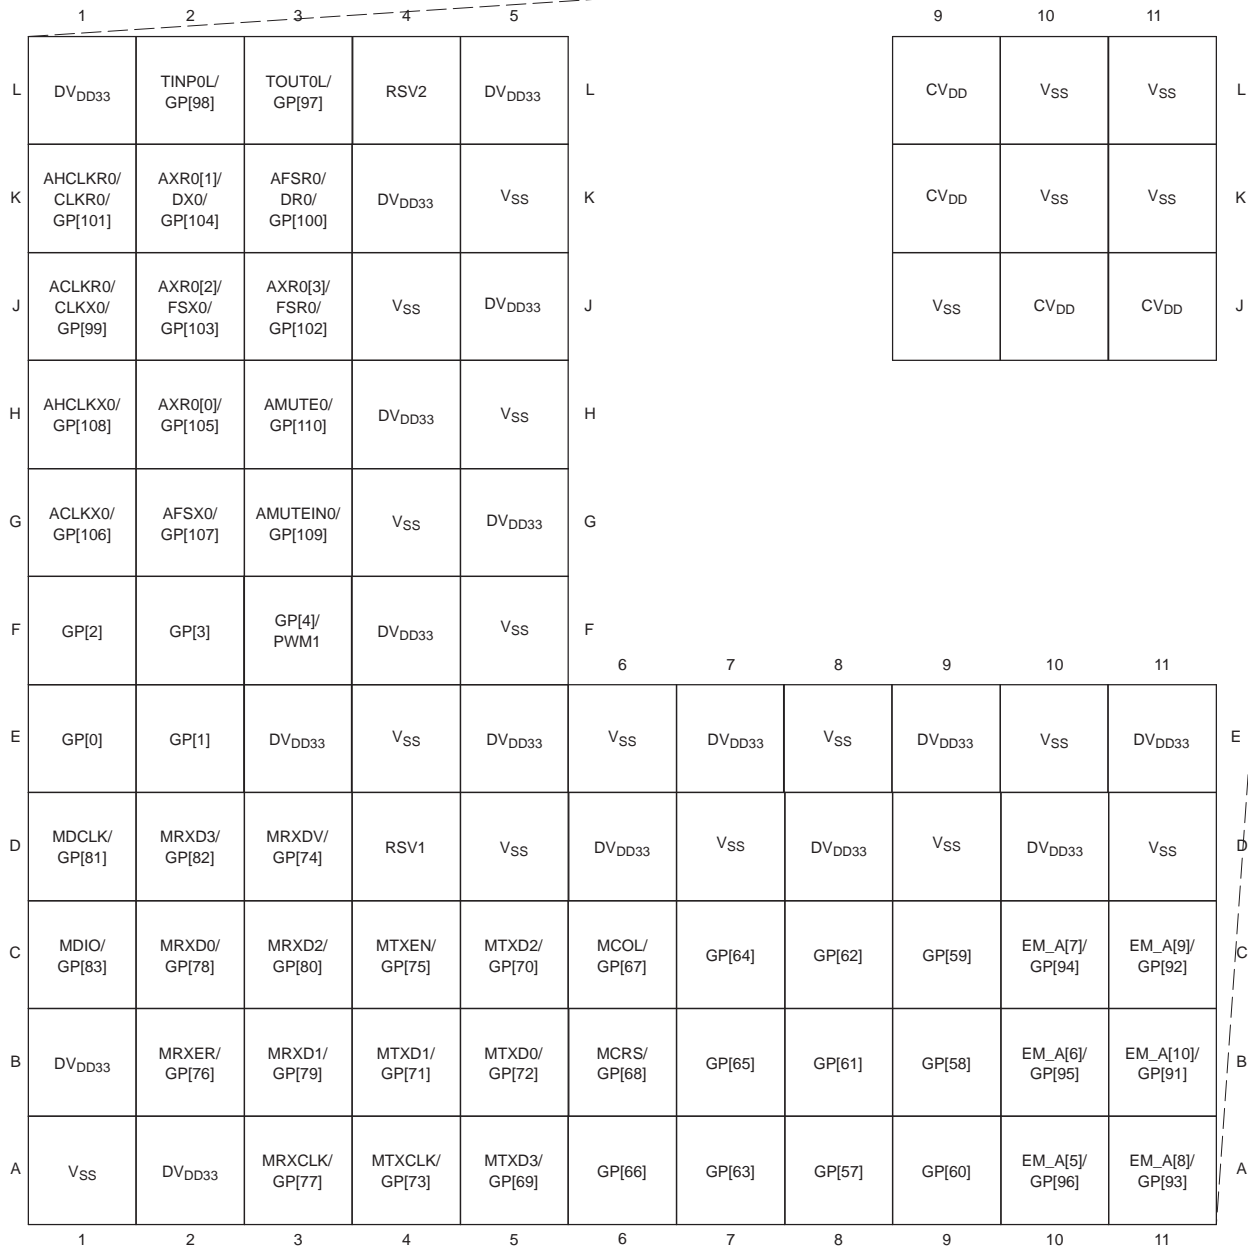 1 2 3 4 5 9 10 11
L DVDD33 TINP0L/ GP[98] TOUT0L/ GP[97] RSV2 DVDD33 L CVDD VSS VSS L
K AHCLKR0/ CLKR0/ GP[101] AXR0[1]/ DX0/ GP[104] AFSR0/ DR0/ GP[100] DVDD33 VSS K CVDD VSS VSS K
J ACLKR0/ CLKX0/ GP[99] AXR0[2]/ FSX0/ GP[103] AXR0[3]/ FSR0/ GP[102] VSS DVDD33 J VSS CVDD CVDD J
H AHCLKX0/ GP[108] AXR0[0]/ GP[105] AMUTE0/ GP[110] DVDD33 VSS H
G ACLKX0/ GP[106] AFSX0/ GP[107] AMUTEIN0/ GP[109] VSS DVDD33 G
F GP[2] GP[3] GP[4]/ PWM1 DVDD33 VSS F
6 7 8 9 10 11
E GP[0] GP[1] DVDD33 VSS DVDD33 VSS DVDD33 VSS DVDD33 VSS DVDD33 E
D MDCLK/ GP[81] MRXD3/ GP[82] MRXDV/ GP[74] RSV1 VSS DVDD33 VSS DVDD33 VSS DVDD33 VSS D
C MDIO/ GP[83] MRXD0/ GP[78] MRXD2/ GP[80] MTXEN/ GP[75] MTXD2/ GP[70] MCOL/ GP[67] GP[64] GP[62] GP[59] EM_A[7]/ GP[94] EM_A[9]/ GP[92] C
B DVDD33 MRXER/ GP[76] MRXD1/ GP[79] MTXD1/ GP[71] MTXD0/ GP[72] MCRS/ GP[68] GP[65] GP[61] GP[58] EM_A[6]/ GP[95] EM_A[10]/ GP[91] B
A VSS DVDD33 MRXCLK/ GP[77] MTXCLK/ GP[73] MTXD3/ GP[69] GP[66] GP[63] GP[57] GP[60] EM_A[5]/ GP[96] EM_A[8]/ GP[93] A
1 2 3 4 5 6 7 8 9 10 11